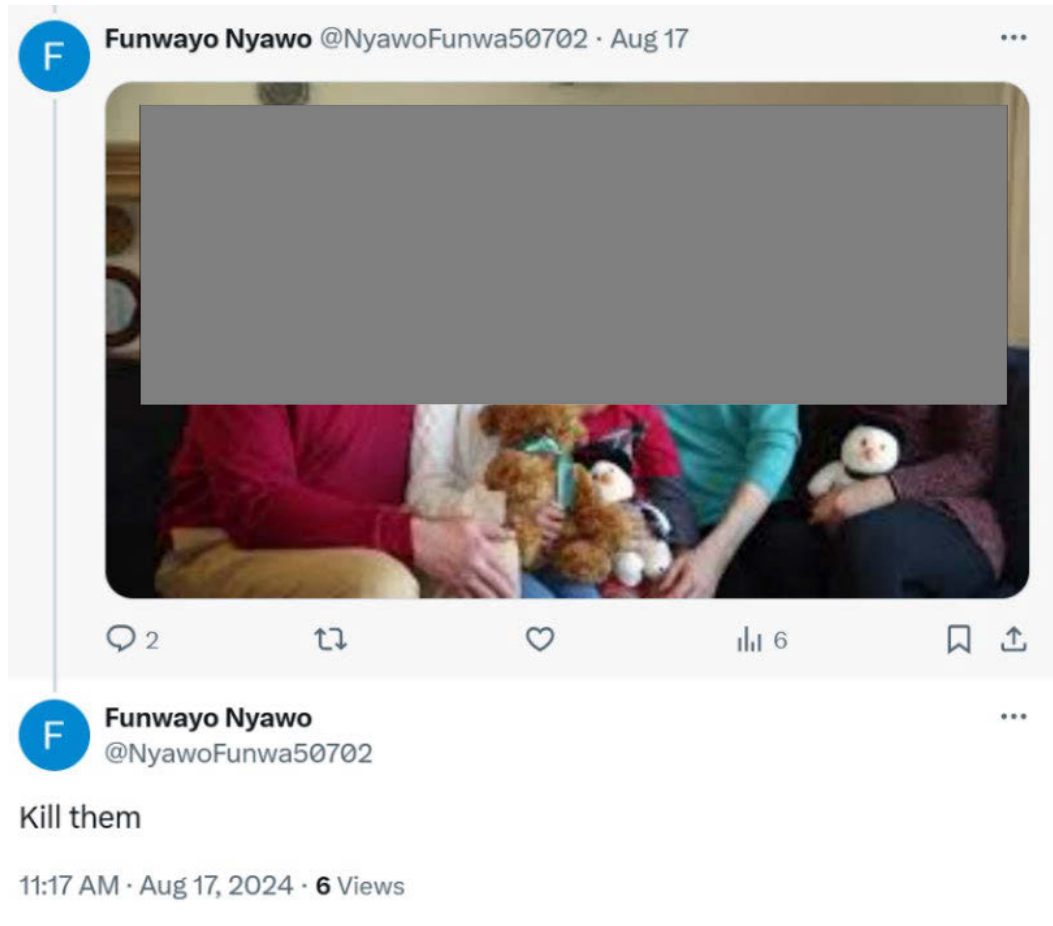 F
Funwayo Nyawo @NyawoFunwa50702 · Aug 17
2
6
F
Funwayo Nyawo
@NyawoFunwa50702
Kill them
11:17 AM · Aug 17, 2024 · 6 Views